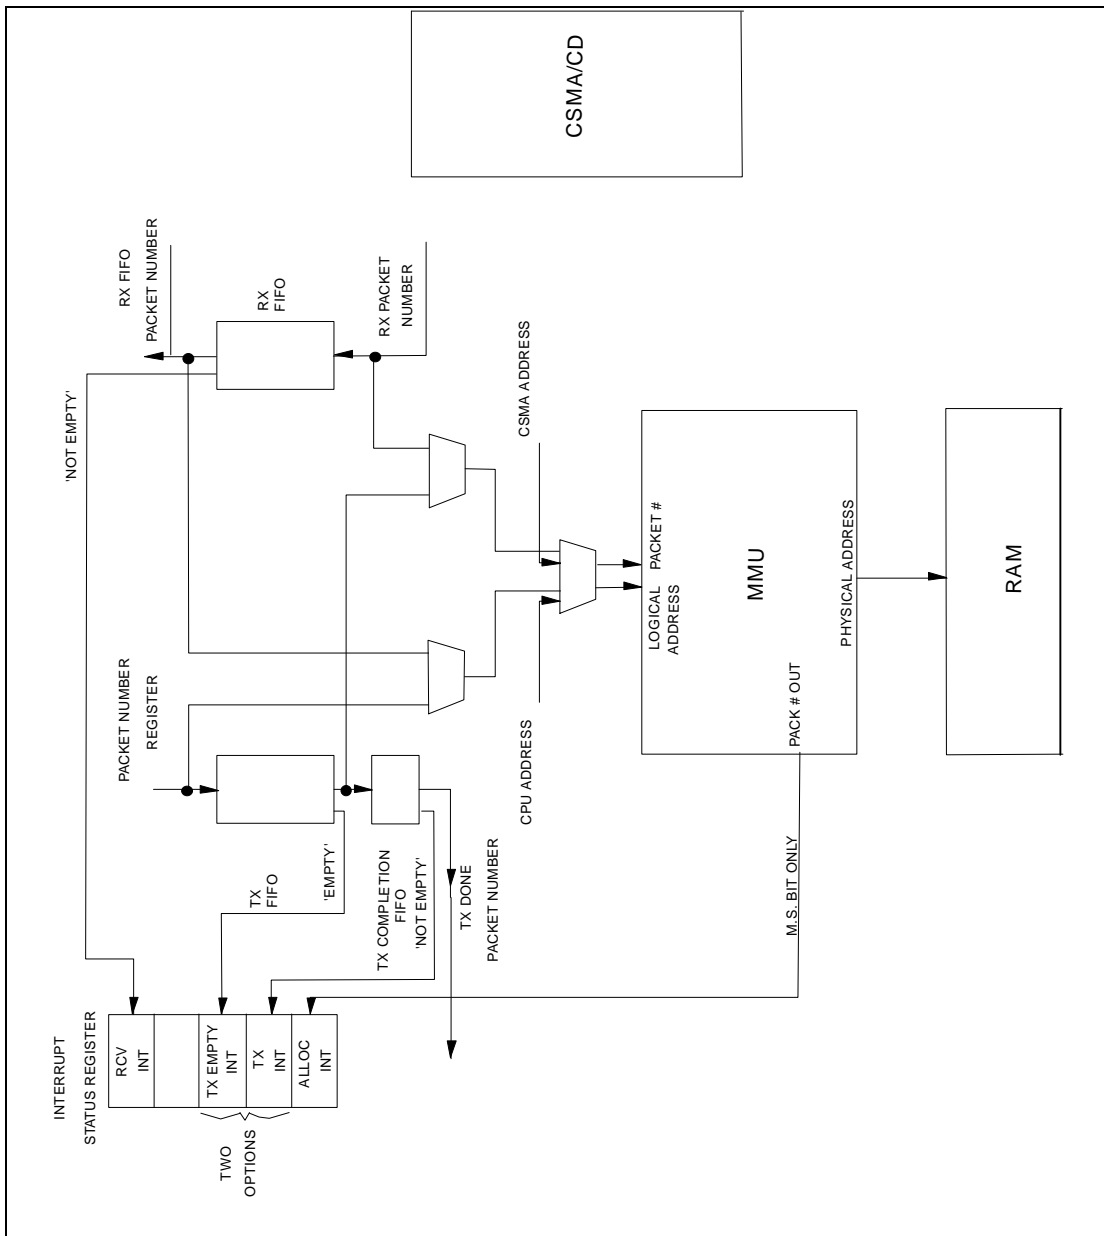 INTERRUPT
STATUS REGISTER
RCV
INT
TX EMPTY
INT
TX
INT
ALLOC
INT
TWO
OPTIONS
'NOT EMPTY'
PACKET NUMBER
REGISTER
TX
FIFO
'EMPTY'
TX COMPLETION
FIFO
'NOT EMPTY'
TX DONE
PACKET NUMBER
RX FIFO
PACKET NUMBER
RX
FIFO
RX PACKET
NUMBER
CPU ADDRESS
CSMA ADDRESS
LOGICAL
ADDRESS
PACKET #
MMU
PACK # OUT
PHYSICAL ADDRESS
M.S. BIT ONLY
RAM
CSMA/CD